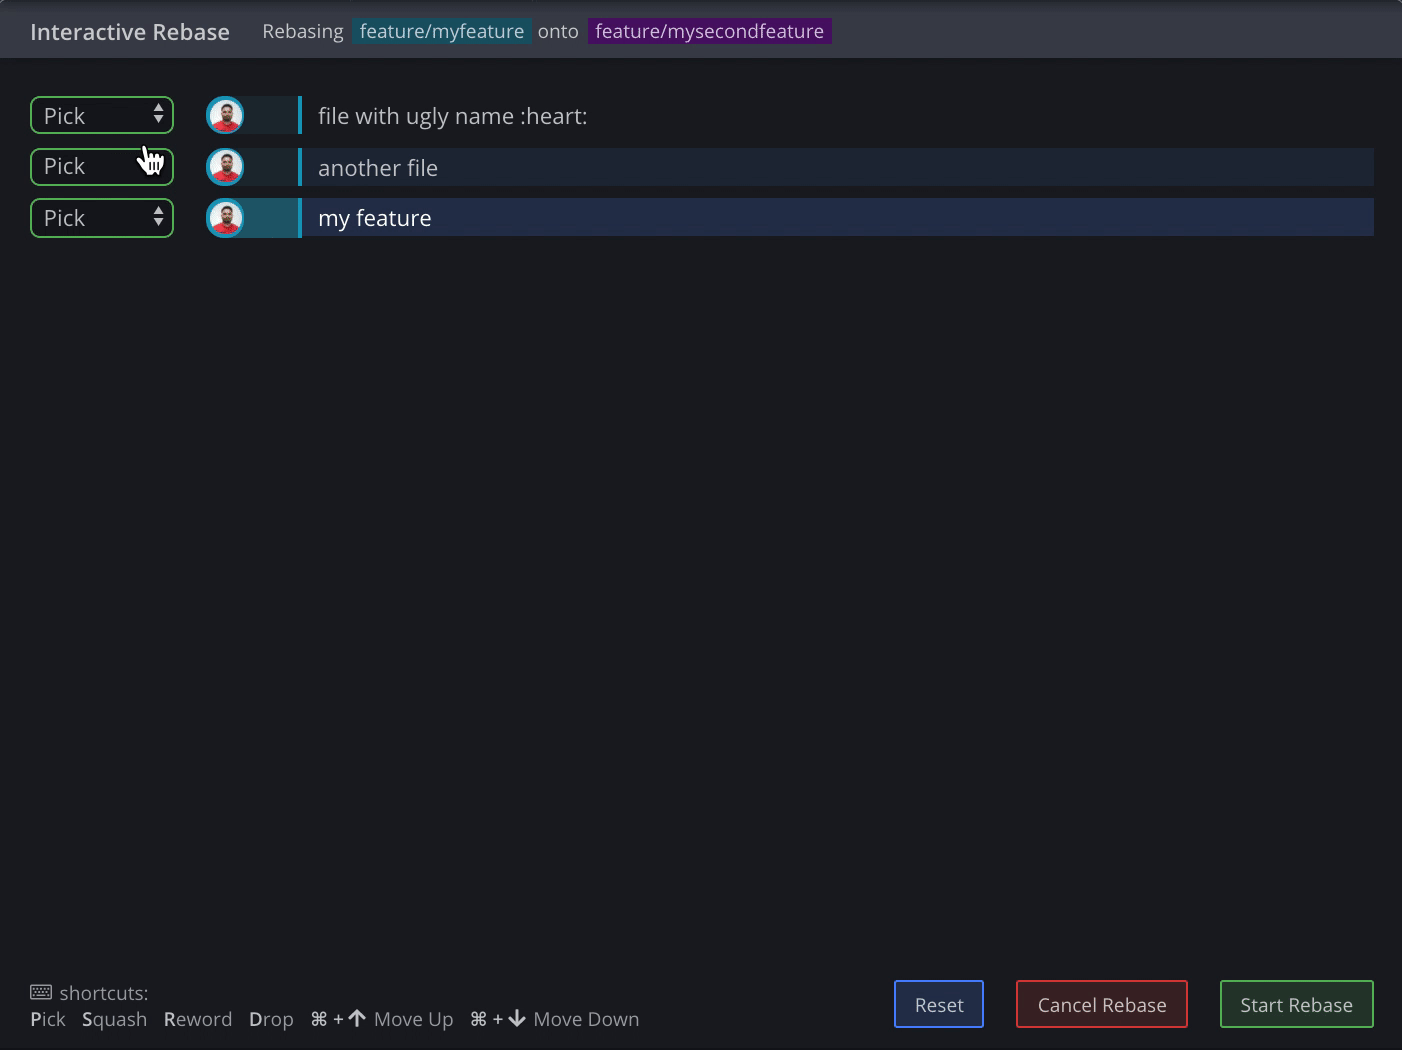 Interactive Rebase Rebasing feature/myfeature onto feature/mysecondfeature
Pick file with ugly name :heart:
Pick another file
Pick my feature
shortcuts:
Pick Squash Reword Drop ⌘ + ↑ Move Up ⌘ + ↓ Move Down
Reset Cancel Rebase Start Rebase